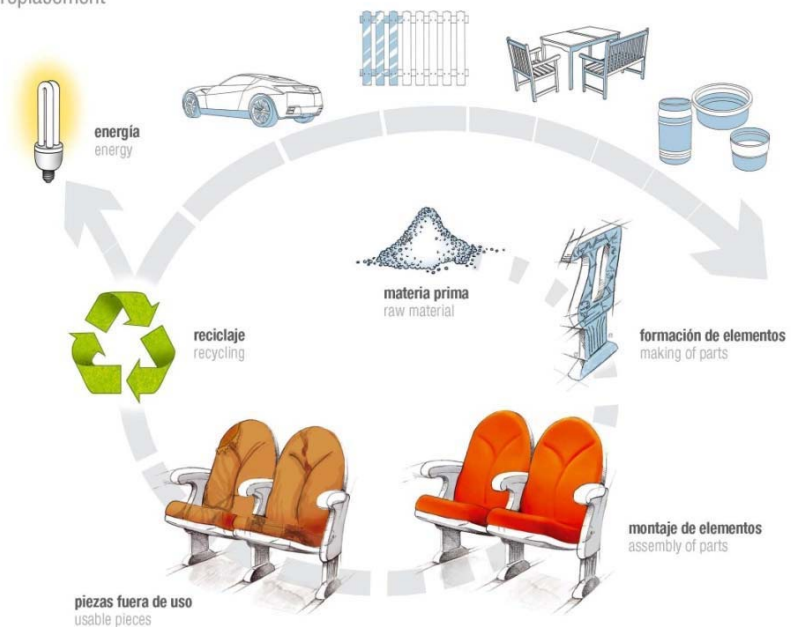 replacement
energía
energy
materia prima
raw material
reciclaje
recycling
formación de elementos
making of parts
montaje de elementos
assembly of parts
piezas fuera de uso
usable pieces